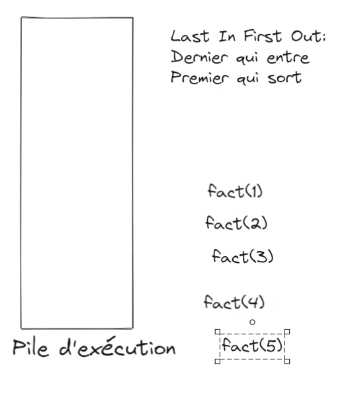 Last In First Out:
Dernier qui entre
Premier qui sort
fact(1)
fact(2)
fact(3)
fact(4)
fact(5)
Pile d'exécution